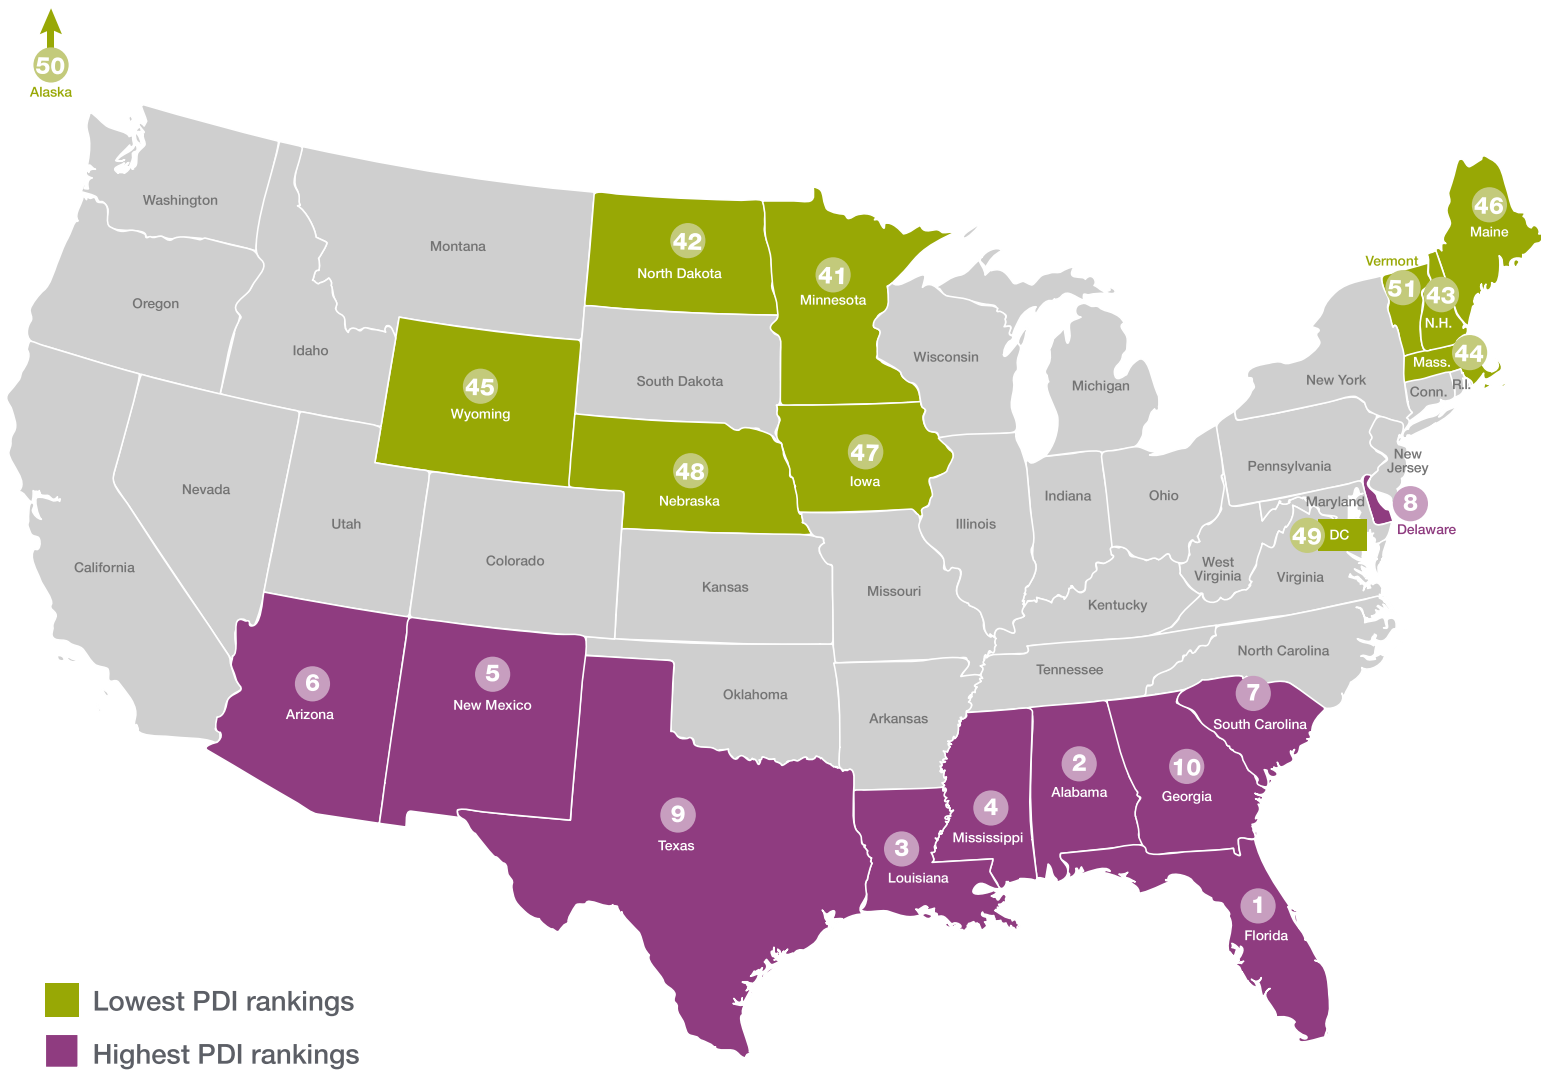 50
Alaska
Washington
Montana
Oregon
Idaho
42
North Dakota
41
Minnesota
45
Wyoming
South Dakota
Wisconsin
Michigan
46
Maine
Vermont
51
43
N.H.
44
Mass.
New York
Conn.
R.I.
47
Iowa
48
Nebraska
Nevada
Utah
Colorado
California
Kansas
Missouri
Illinois
Indiana
Ohio
Pennsylvania
New
Jersey
Maryland
8
Delaware
49
DC
West
Virginia
Virginia
Kentucky
North Carolina
Tennessee
Oklahoma
Arkansas
6
Arizona
5
New Mexico
7
South Carolina
2
Alabama
10
Georgia
4
Mississippi
9
Texas
3
Louisiana
1
Florida
Lowest PDI rankings
Highest PDI rankings